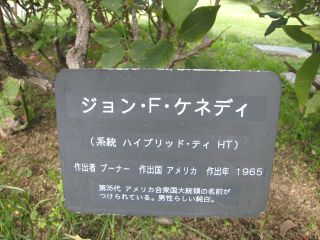 ジョン・F・ケネディ
(系統 ハイブリッド・ティ HT)
作出者 ブーナー 作出国 アメリカ 作出年 1965
第35代 アメリカ合衆国大統領の名前が
つけられている。男性らしい純白。